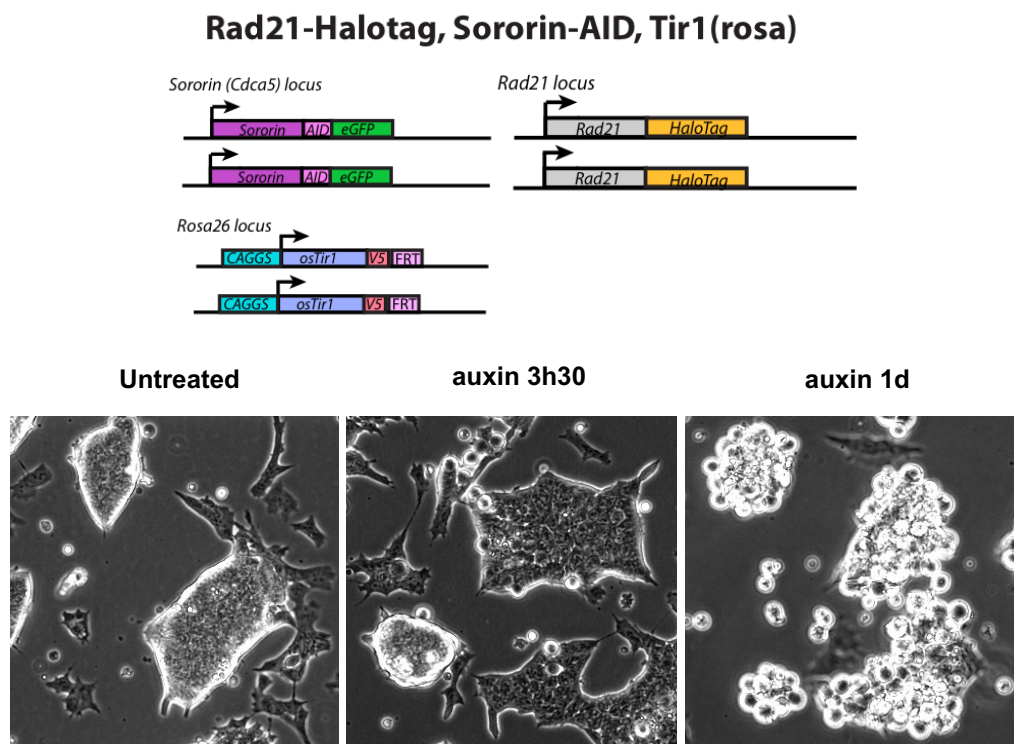 Rad21-Halotag, Sororin-AID, Tir1(rosa)
Sororin (Cdca5) locus
Sororin AID eGFP
Sororin AID eGFP
Rad21 locus
Rad21 HaloTag
Rad21 HaloTag
Rosa26 locus
CAGGS osTir1 V5 FRT
CAGGS osTir1 V5 FRT
Untreated
auxin 3h30
auxin 1d